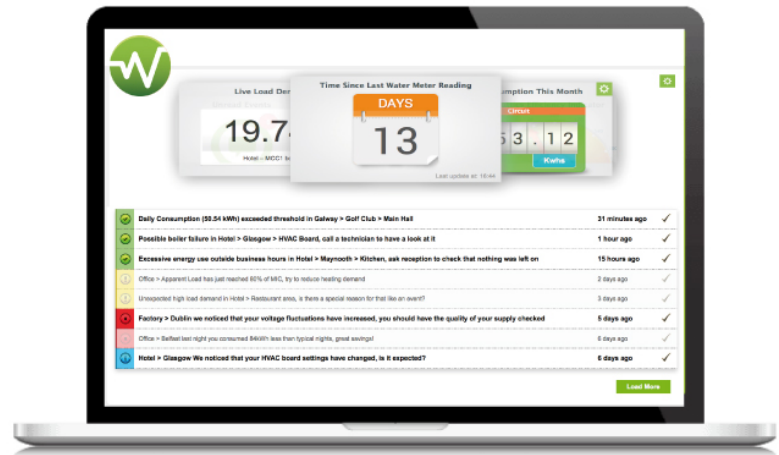 Live Load Der
Time Since Last Water Meter Reading
mption This Month
DAYS
13
Last update at: 16:44
19.7
Hotel – MCC1
3 . 1 2
Kwhs
Daily Consumption (50.54 kWh) exceeded threshold in Galway > Golf Club > Main Hall 31 minutes ago
Possible boiler failure in Hotel > Glasgow > HVAC Board, call a technician to have a look at it 1 hour ago
Excessive energy use outside business hours in Hotel > Maynooth > Kitchen, ask reception to check that nothing was left on 15 hours ago
Office > Apparent Load has just reached 90% of MIC, try to reduce heating demand 2 days ago
Unexpected high load demand in Hotel > Restaurant area, is there a special reason for that like an event? 3 days ago
Factory > Dublin we noticed that your voltage fluctuations have increased, you should have the quality of your supply checked 5 days ago
Office > Belfast last night you consumed 84kWh less than typical nights, great savings! 6 days ago
Hotel > Glasgow We noticed that your HVAC board settings have changed, is it expected? 6 days ago
Load More